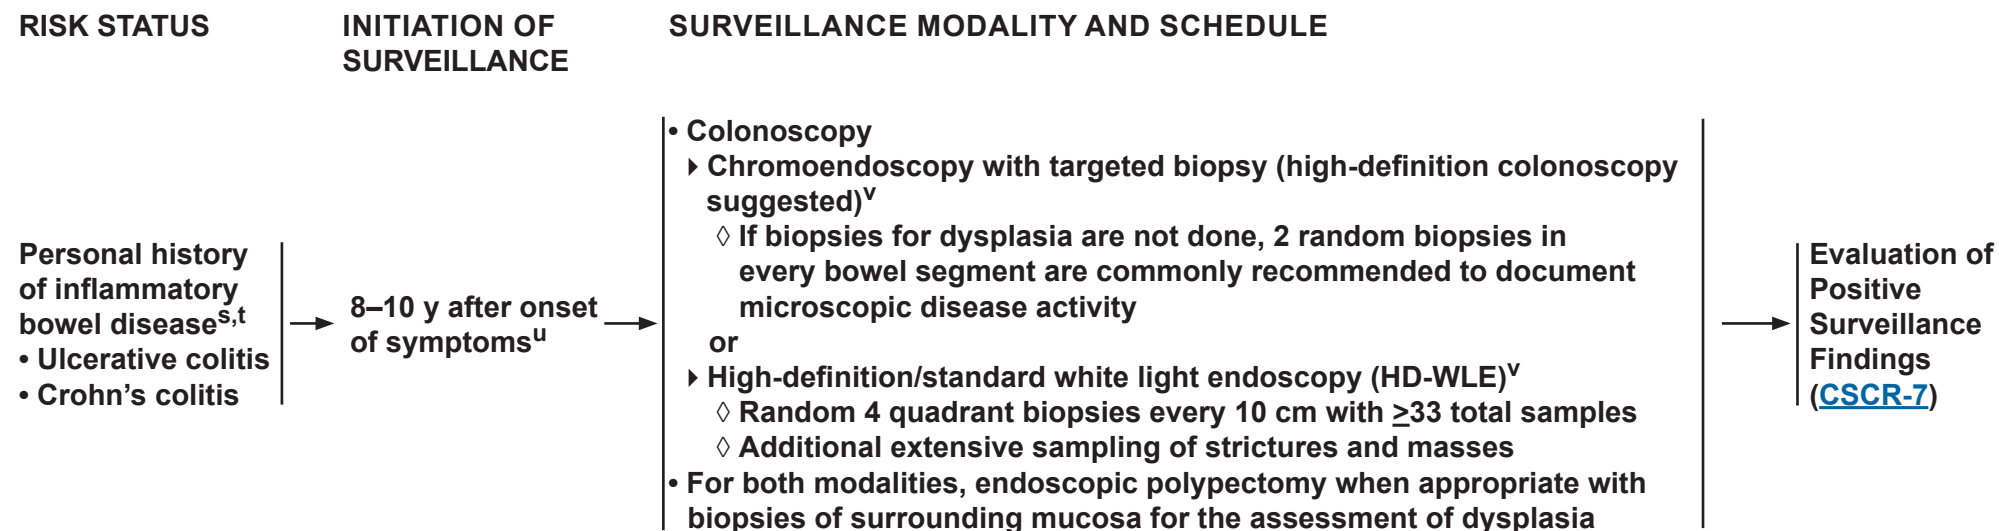 RISK STATUS
INITIATION OF
SURVEILLANCE
SURVEILLANCE MODALITY AND SCHEDULE
Personal history
of inflammatory
bowel disease^s,t
• Ulcerative colitis
• Crohn’s colitis
8–10 y after onset
of symptoms^u
• Colonoscopy
Chromoendoscopy with targeted biopsy (high-definition colonoscopy
suggested)^v
◊ If biopsies for dysplasia are not done, 2 random biopsies in
every bowel segment are commonly recommended to document
microscopic disease activity
or
High-definition/standard white light endoscopy (HD-WLE)^v
◊ Random 4 quadrant biopsies every 10 cm with ≥33 total samples
◊ Additional extensive sampling of strictures and masses
• For both modalities, endoscopic polypectomy when appropriate with
biopsies of surrounding mucosa for the assessment of dysplasia
Evaluation of
Positive
Surveillance
Findings
(CSCR-7)